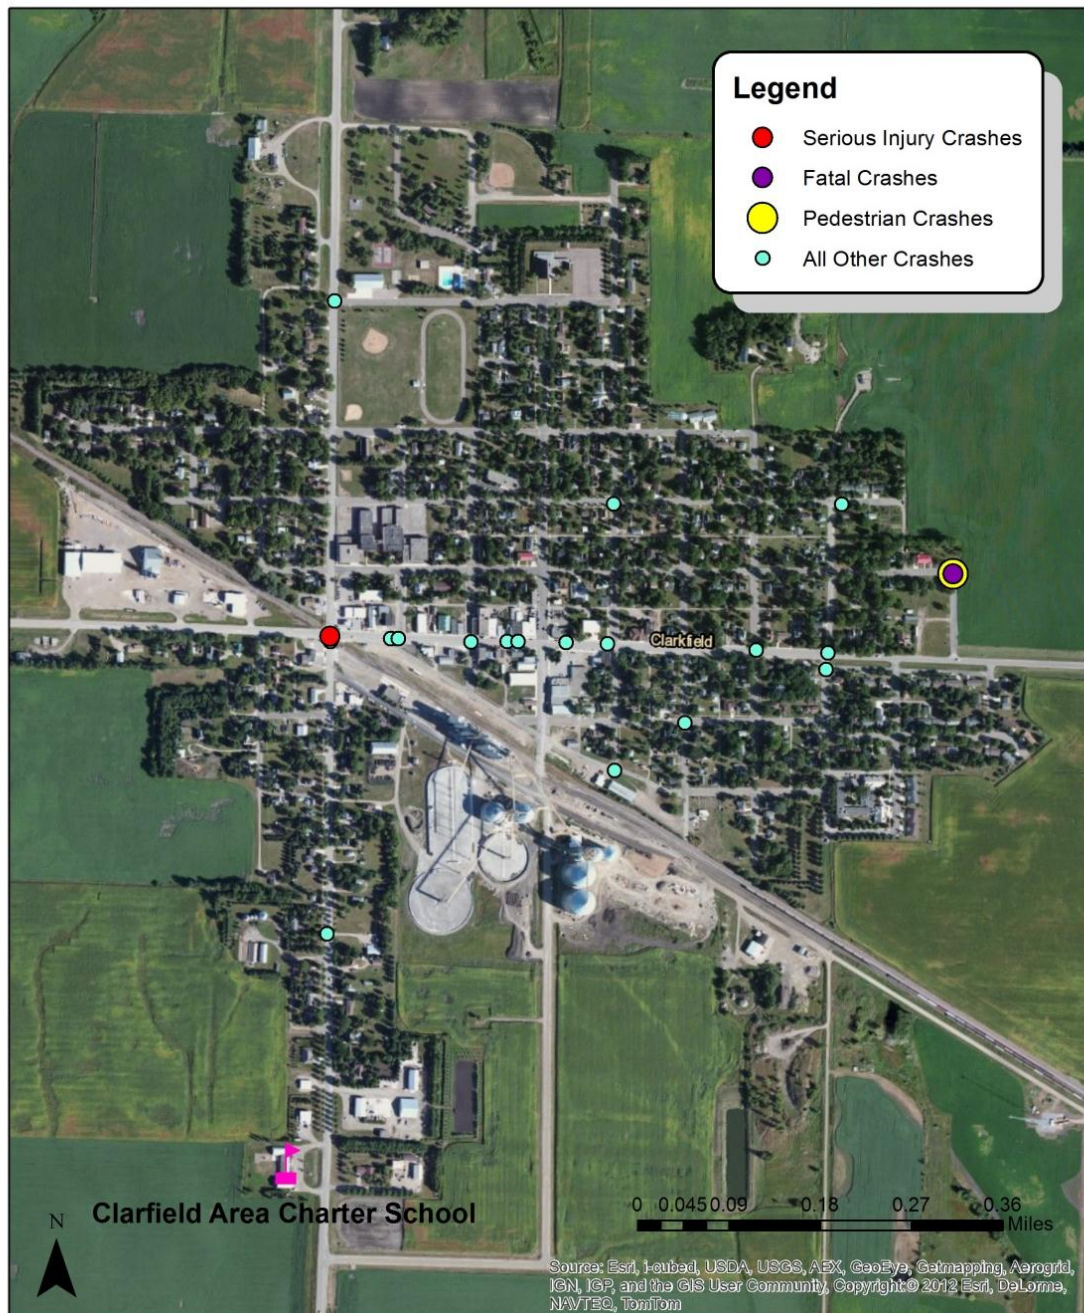 Legend
Serious Injury Crashes
Fatal Crashes
Pedestrian Crashes
All Other Crashes
Clarkfield
Clarfield Area Charter School
N
0 0.045 0.09 0.18 0.27 0.36
Miles
Source: Esri, i-cubed, USDA, USGS, AEX, GeoEye, Getmapping, Aerogrid,
IGN, IGP, and the GIS User Community, Copyright:© 2012 Esri, DeLorme,
NAVTEQ, TomTom